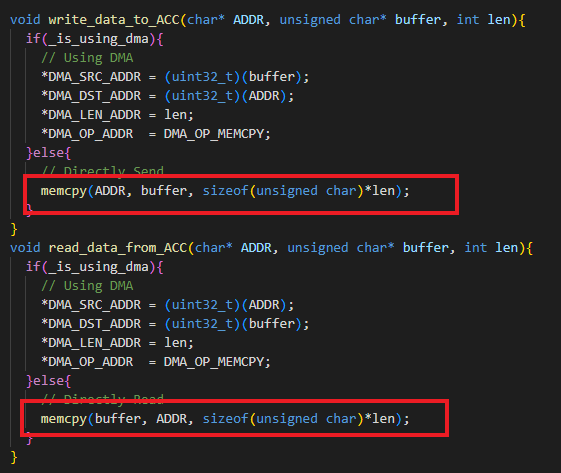 void write_data_to_ACC(char* ADDR, unsigned char* buffer, int len){
if(_is_using_dma){
// Using DMA
*DMA_SRC_ADDR = (uint32_t)(buffer);
*DMA_DST_ADDR = (uint32_t)(ADDR);
*DMA_LEN_ADDR = len;
*DMA_OP_ADDR  = DMA_OP_MEMCPY;
}else{
// Directly Send
memcpy(ADDR, buffer, sizeof(unsigned char)*len);
}
}
void read_data_from_ACC(char* ADDR, unsigned char* buffer, int len){
if(_is_using_dma){
// Using DMA
*DMA_SRC_ADDR = (uint32_t)(ADDR);
*DMA_DST_ADDR = (uint32_t)(buffer);
*DMA_LEN_ADDR = len;
*DMA_OP_ADDR  = DMA_OP_MEMCPY;
}else{
// Directly Read
memcpy(buffer, ADDR, sizeof(unsigned char)*len);
}
}